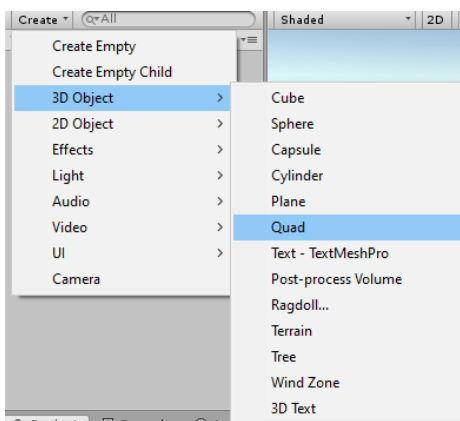 Create All
Shaded 2D
Create Empty
Create Empty Child
3D Object
2D Object
Effects
Light
Audio
Video
UI
Camera
Cube
Sphere
Capsule
Cylinder
Plane
Quad
Text - TextMeshPro
Post-process Volume
Ragdoll...
Terrain
Tree
Wind Zone
3D Text